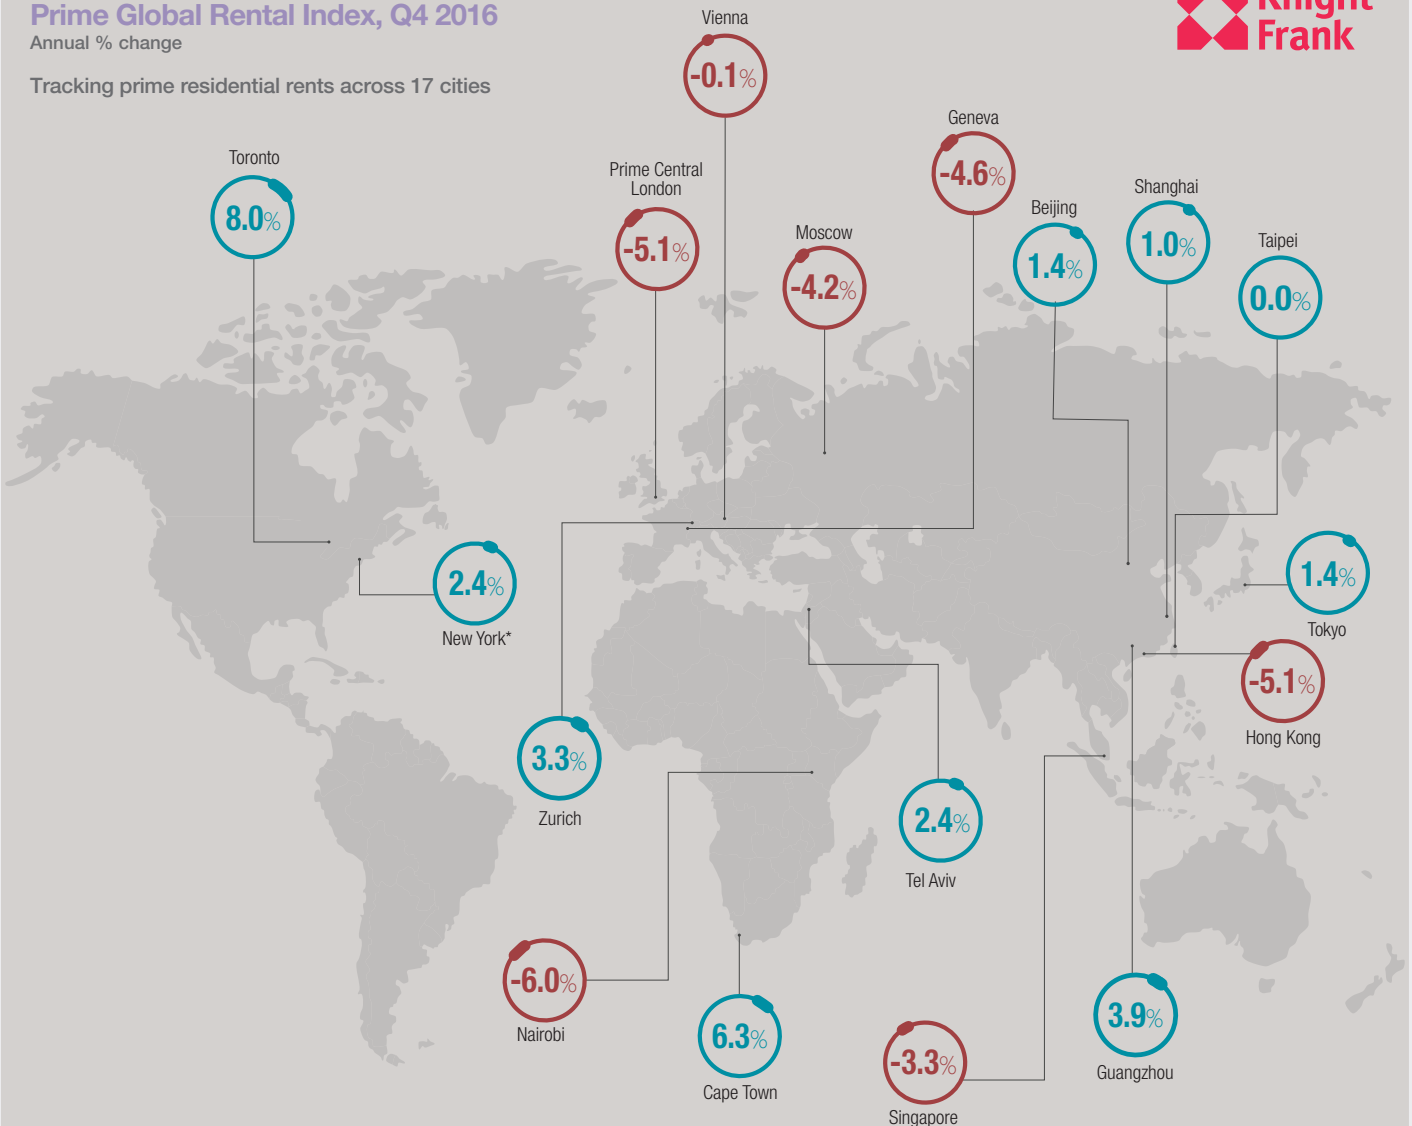 Prime Global Rental Index, Q4 2016
Annual % change
Tracking prime residential rents across 17 cities
Knight
Frank
Vienna
-0.1%
Geneva
-4.6%
Toronto
8.0%
Prime Central
London
-5.1%
Moscow
-4.2%
Beijing
1.4%
Shanghai
1.0%
Taipei
0.0%
2.4%
New York*
1.4%
Tokyo
-5.1%
Hong Kong
3.3%
Zurich
2.4%
Tel Aviv
-6.0%
Nairobi
6.3%
Cape Town
-3.3%
Singapore
3.9%
Guangzhou